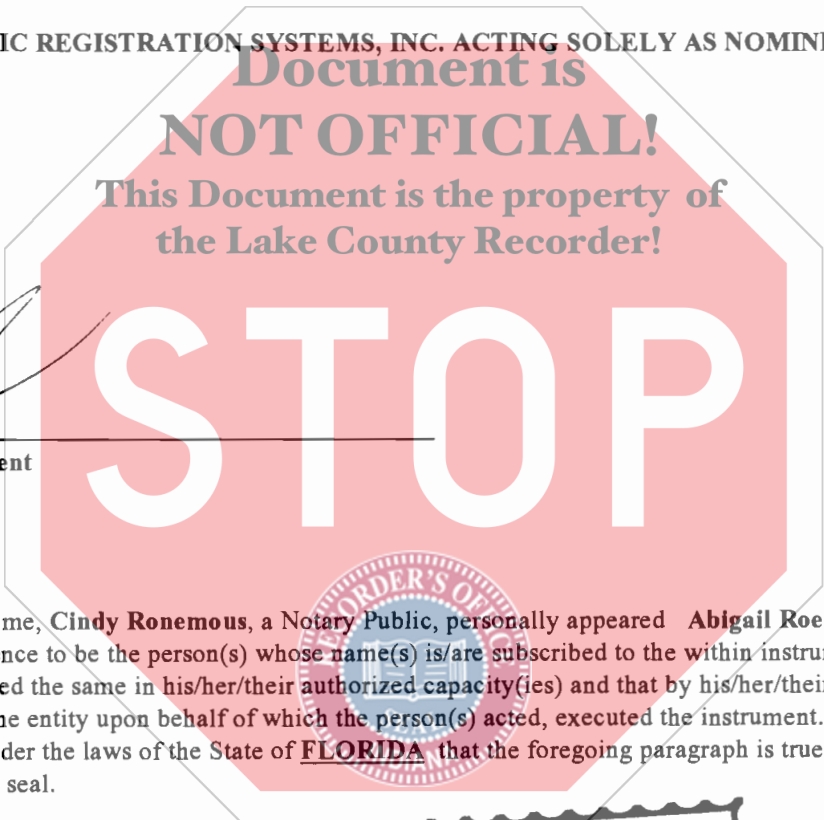 IC REGISTRATION SYSTEMS, INC. ACTING SOLELY AS NOMIN
Document is
NOT OFFICIAL!
This Document is the property of
the Lake County Recorder!
STOP
ent
me, Cindy Ronemous, a Notary Public, personally appeared Abigail Roe
nce to be the person(s) whose name(s) is/are subscribed to the within instru
ed the same in his/her/their authorized capacity(ies) and that by his/her/thei
he entity upon behalf of which the person(s) acted, executed the instrument.
der the laws of the State of FLORIDA that the foregoing paragraph is true
seal.
RECORDER'S OFFICE
SEAL
INDIANA